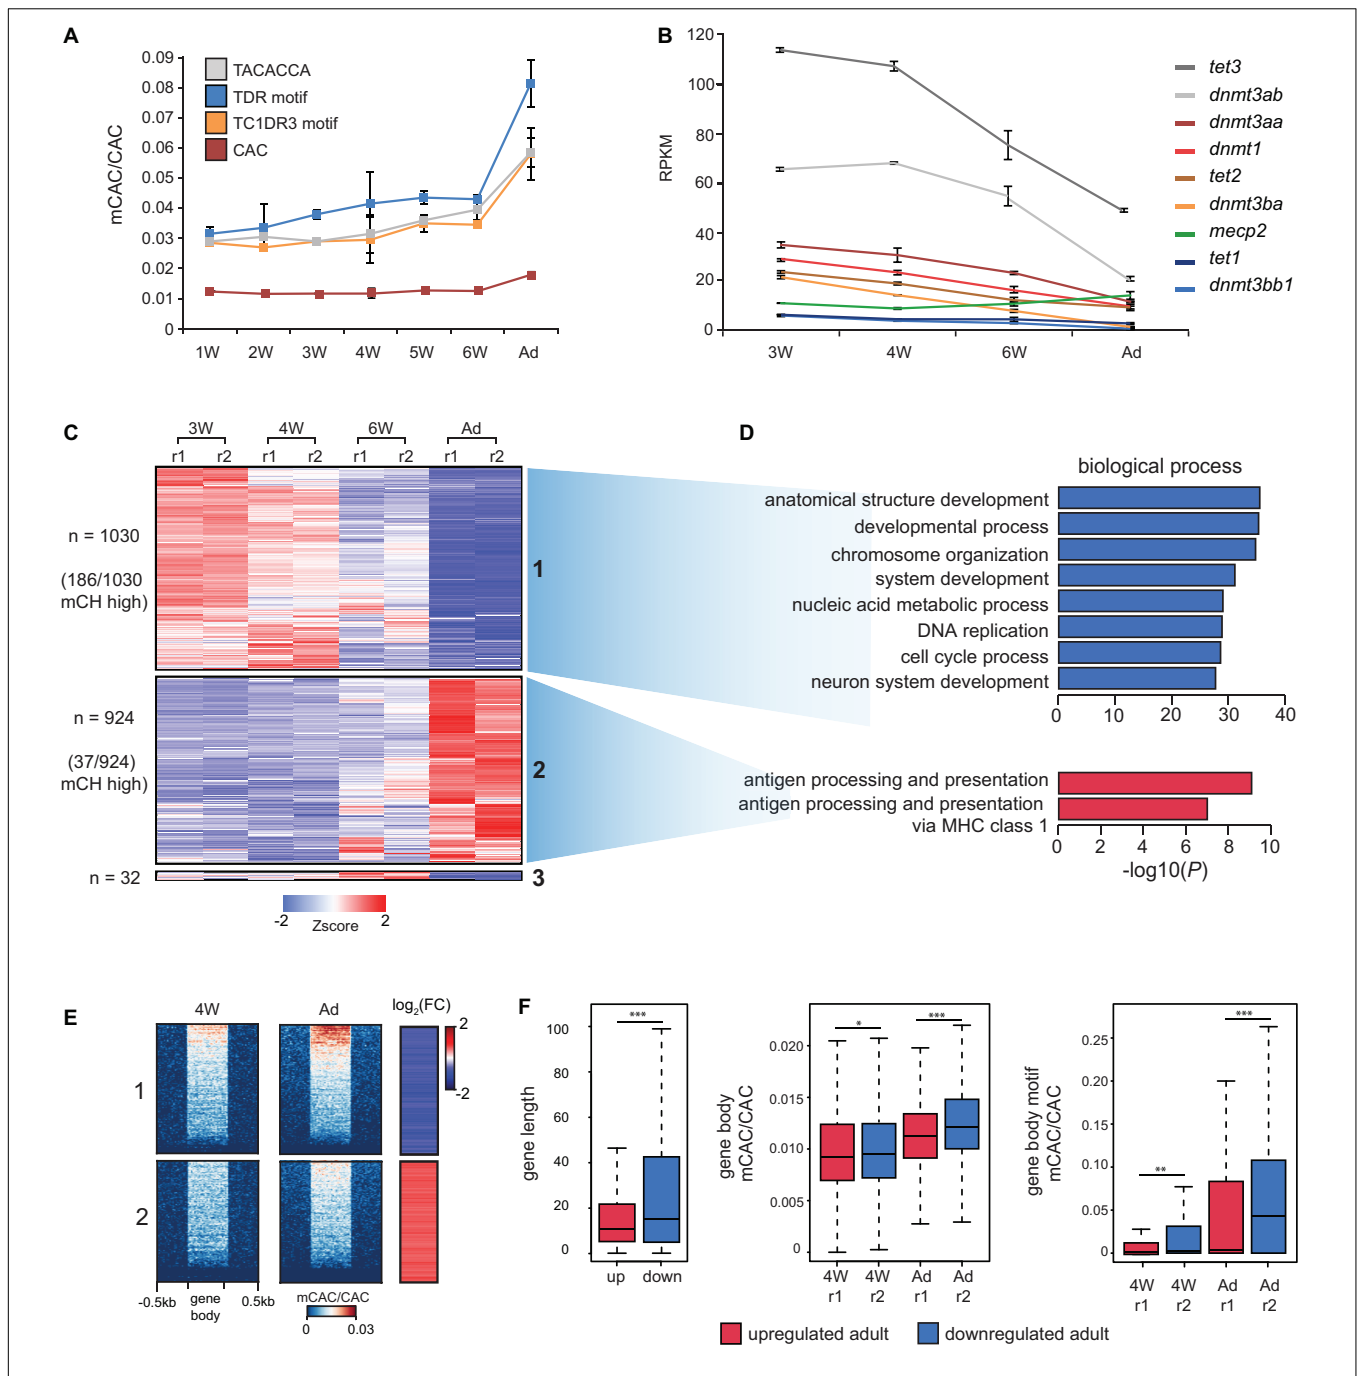 A
0.09
0.08
0.07
0.06
0.05
0.04
0.03
0.02
0.01
0
mCAC/CAC
TACACCA
TDR motif
TC1DR3 motif
CAC
1W 2W 3W 4W 5W 6W Ad
B
120
100
80
60
40
20
0
RPKM
3W 4W 6W Ad
tet3
dnmt3ab
dnmt3aa
dnmt1
tet2
dnmt3ba
mecp2
tet1
dnmt3bb1
C
3W 4W 6W Ad
r1 r2 r1 r2 r1 r2 r1 r2
n = 1030
(186/1030
mCH high)
1
n = 924
(37/924)
mCH high)
2
n = 32
3
-2 2
Zscore
D
biological process
anatomical structure development
developmental process
chromosome organization
system development
nucleic acid metabolic process
DNA replication
cell cycle process
neuron system development
0 10 20 30 40
antigen processing and presentation
antigen processing and presentation
via MHC class 1
0 2 4 6 8 10
-log10(P)
E
4W Ad
log2(FC)
2
-2
1
2
-0.5kb gene body 0.5kb
mCAC/CAC
0 0.03
F
***
100
80
60
40
20
0
gene length
up down
* ***
0.020
0.015
0.010
0.005
0
gene body
mCAC/CAC
4W 4W Ad Ad
r1 r2 r1 r2
***
**
0.25
0.20
0.15
0.10
0.05
0
gene body motif
mCAC/CAC
4W 4W Ad Ad
r1 r2 r1 r2
upregulated adult
downregulated adult